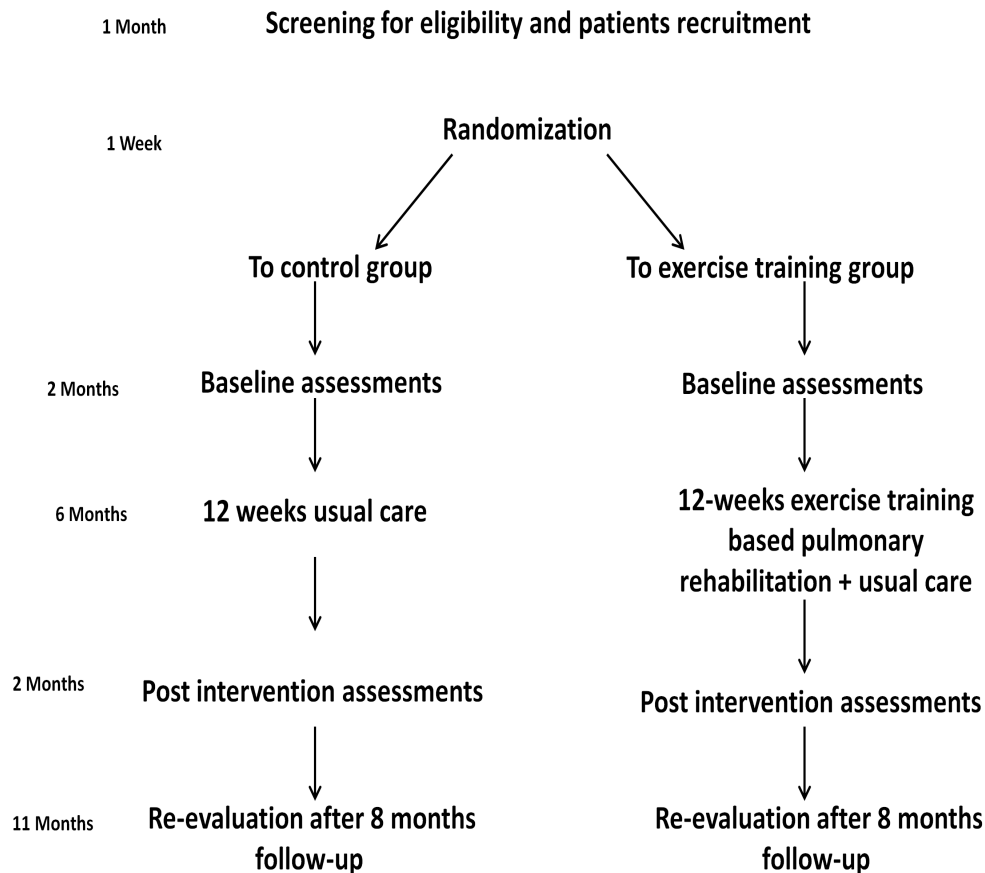 1 Month
Screening for eligibility and patients recruitment
1 Week
Randomization
To control group
To exercise training group
2 Months
Baseline assessments
Baseline assessments
6 Months
12 weeks usual care
12-weeks exercise training
based pulmonary
rehabilitation + usual care
2 Months
Post intervention assessments
Post intervention assessments
11 Months
Re-evaluation after 8 months
follow-up
Re-evaluation after 8 months
follow-up